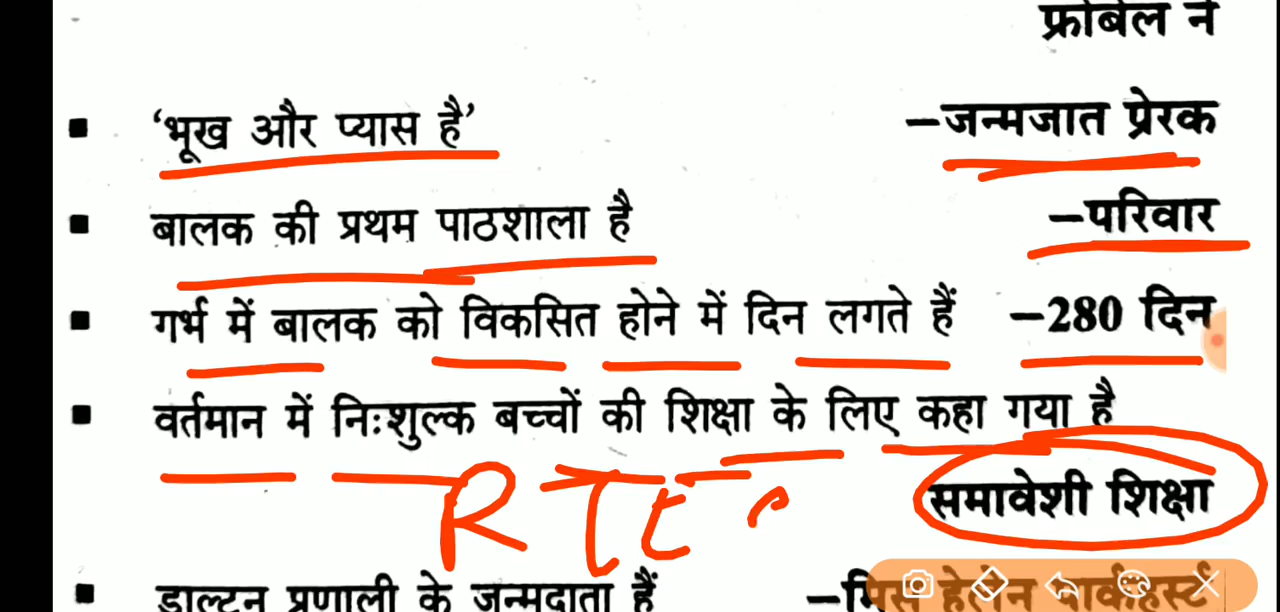 फ्रोबेल ने
‘भूख और प्यास है’ –जन्मजात प्रेरक
बालक की प्रथम पाठशाला है –परिवार
गर्भ में बालक को विकसित होने में दिन लगते हैं –280 दिन
वर्तमान में निःशुल्क बच्चों की शिक्षा के लिए कहा गया है
समावेशी शिक्षा
RTE
डाल्टन प्रणाली के जन्मदाता हैं –मिस हेलेन पार्कहर्स्ट